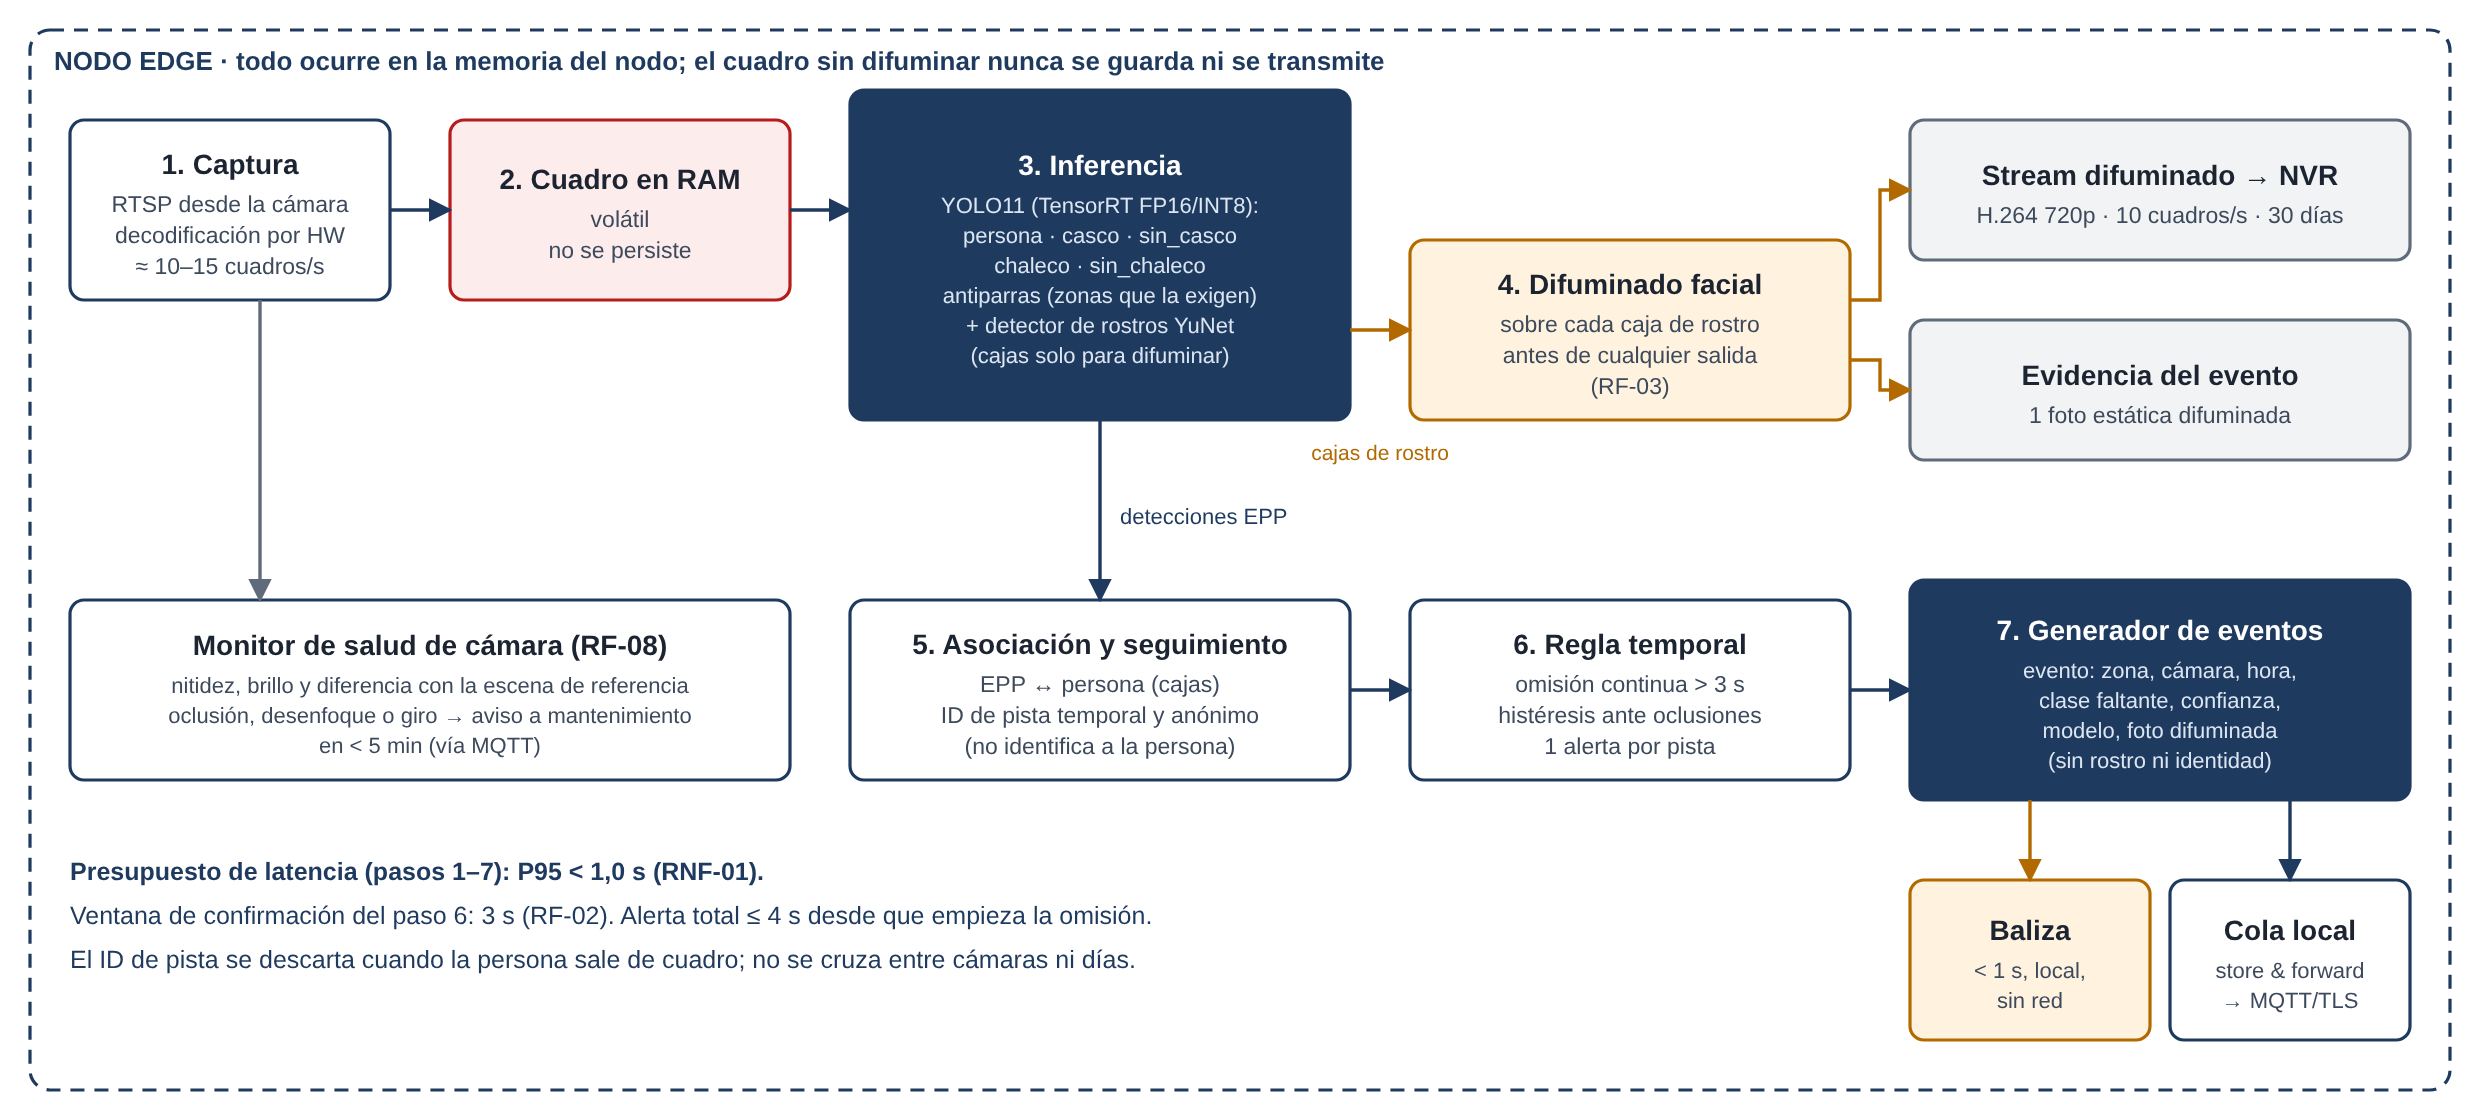 NODO EDGE · todo ocurre en la memoria del nodo; el cuadro sin difuminar nunca se guarda ni se transmite
1. Captura
RTSP desde la cámara
decodificación por HW
≈ 10–15 cuadros/s
2. Cuadro en RAM
volátil
no se persiste
3. Inferencia
YOLO11 (TensorRT FP16/INT8):
persona · casco · sin_casco
chaleco · sin_chaleco
antiparras (zonas que la exigen)
+ detector de rostros YuNet
(cajas solo para difuminar)
4. Difuminado facial
sobre cada caja de rostro
antes de cualquier salida
(RF-03)
Stream difuminado → NVR
H.264 720p · 10 cuadros/s · 30 días
Evidencia del evento
1 foto estática difuminada
cajas de rostro
detecciones EPP
Monitor de salud de cámara (RF-08)
nitidez, brillo y diferencia con la escena de referencia
oclusión, desenfoque o giro → aviso a mantenimiento
en < 5 min (vía MQTT)
5. Asociación y seguimiento
EPP ↔ persona (cajas)
ID de pista temporal y anónimo
(no identifica a la persona)
6. Regla temporal
omisión continua > 3 s
histéresis ante oclusiones
1 alerta por pista
7. Generador de eventos
evento: zona, cámara, hora,
clase faltante, confianza,
modelo, foto difuminada
(sin rostro ni identidad)
Presupuesto de latencia (pasos 1–7): P95 < 1,0 s (RNF-01).
Ventana de confirmación del paso 6: 3 s (RF-02). Alerta total ≤ 4 s desde que empieza la omisión.
El ID de pista se descarta cuando la persona sale de cuadro; no se cruza entre cámaras ni días.
Baliza
< 1 s, local,
sin red
Cola local
store & forward
→ MQTT/TLS